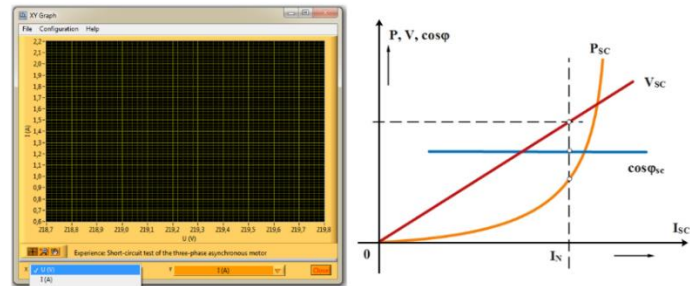 XY Graph
File Configuration Help
2,2
2,1
2,0
1,9
1,8
1,7
1,6
1,5
1,4
1,3
1,2
1,1
1,0
0,9
0,8
0,7
0,6
I (A)
218,7 218,8 218,9 219,0 219,1 219,2 219,3 219,4 219,5 219,6 219,7 219,8
U (V)
Experience: Short-circuit test of the three-phase asynchronous motor
X ✓ U (V) Y I (A) Close
I (A)
P, V, cosφ
PSC
VSC
cosφsc
ISC
0
IN